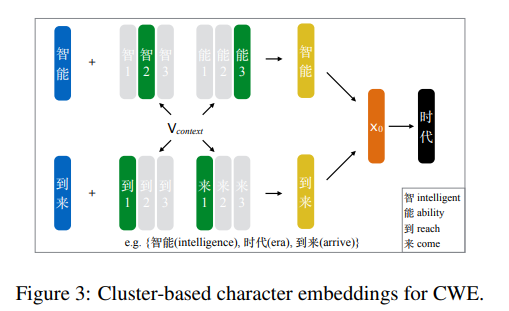 智能 + 智1 智2 智3 能1 能2 能3 智能
Vcontext
x0 时代
到来 + 到1 到2 到3 来1 来2 来3 到来
智 intelligent
能 ability
到 reach
来 come
e.g. {智能(intelligence), 时代(era), 到来(arrive)}
Figure 3: Cluster-based character embeddings for CWE.